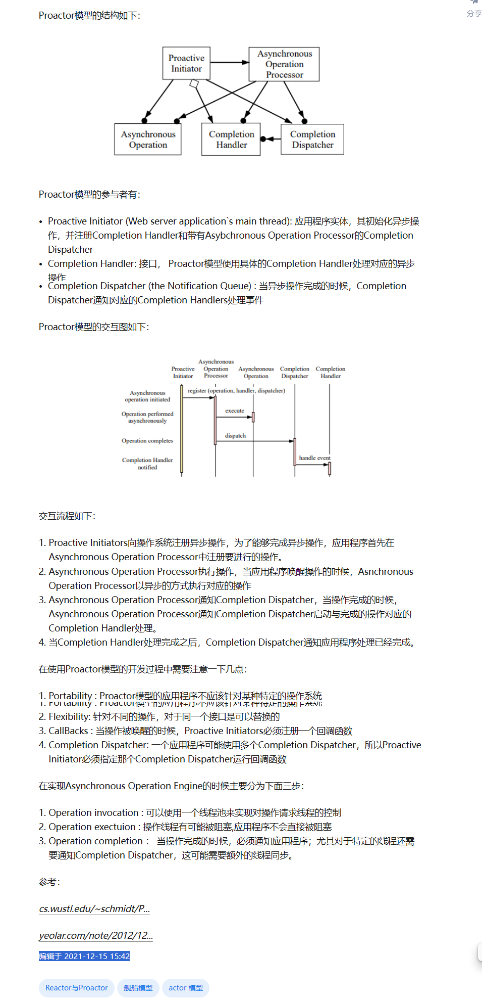 Proactor模型的结构如下：
分享
Proactive
Initiator
Asynchronous
Operation
Processor
Asynchronous
Operation
Completion
Handler
Completion
Dispatcher
Proactor模型的参与者有：
• Proactive Initiator (Web server application`s main thread): 应用程序实体，其初始化异步操
作，并注册Completion Handler和带有Asybchronous Operation Processor的Completion
Dispatcher
• Completion Handler: 接口， Proactor模型使用具体的Completion Handler处理对应的异步
操作
• Completion Dispatcher (the Notification Queue) : 当异步操作完成的时候，Completion
Dispatcher通知对应的Completion Handlers处理事件
Proactor模型的交互图如下：
Proactive
Initiator
Asynchronous
Operation
Processor
Asynchronous
Operation
Completion
Dispatcher
Completion
Handler
Asynchronous
operation initiated
register (operation, handler, dispatcher)
Operation performed
asynchronously
execute
Operation completes
dispatch
Completion Handler
notified
handle event
交互流程如下：
1. Proactive Initiators向操作系统注册异步操作，为了能够完成异步操作，应用程序首先在
Asynchronous Operation Processor中注册要进行的操作。
2. Asynchronous Operation Processor执行操作，当应用程序唤醒操作的时候，Asnchronous
Operation Processor以异步的方式执行对应的操作
3. Asynchronous Operation Processor通知Completion Dispatcher，当操作完成的时候，
Asynchronous Operation Processor通知Completion Dispatcher启动与完成的操作对应的
Completion Handler处理。
4. 当Completion Handler处理完成之后，Completion Dispatcher通知应用程序处理已经完成。
在使用Proactor模型的开发过程中需要注意一下几点：
1. Portability : Proactor模型的应用程序不应该针对某种特定的操作系统
1. Portability : Proactor模型的应用程序不应该针对某种特定的操作系统
2. Flexibility: 针对不同的操作，对于同一个接口是可以替换的
3. CallBacks : 当操作被唤醒的时候，Proactive Initiators必须注册一个回调函数
4. Completion Dispatcher: 一个应用程序可能使用多个Completion Dispatcher，所以Proactive
Initiator必须指定那个Completion Dispatcher运行回调函数
在实现Asynchronous Operation Engine的时候主要分为下面三步：
1. Operation invocation : 可以使用一个线程池来实现对操作请求线程的控制
2. Operation exectuion : 操作线程有可能被阻塞,应用程序不会直接被阻塞
3. Operation completion ： 当操作完成的时候，必须通知应用程序；尤其对于特定的线程还需
要通知Completion Dispatcher，这可能需要额外的线程同步。
参考：
cs.wustl.edu/~schmidt/P...
yeolar.com/note/2012/12...
编辑于 2021-12-15 15:42
Reactor与Proactor
舰船模型
actor 模型